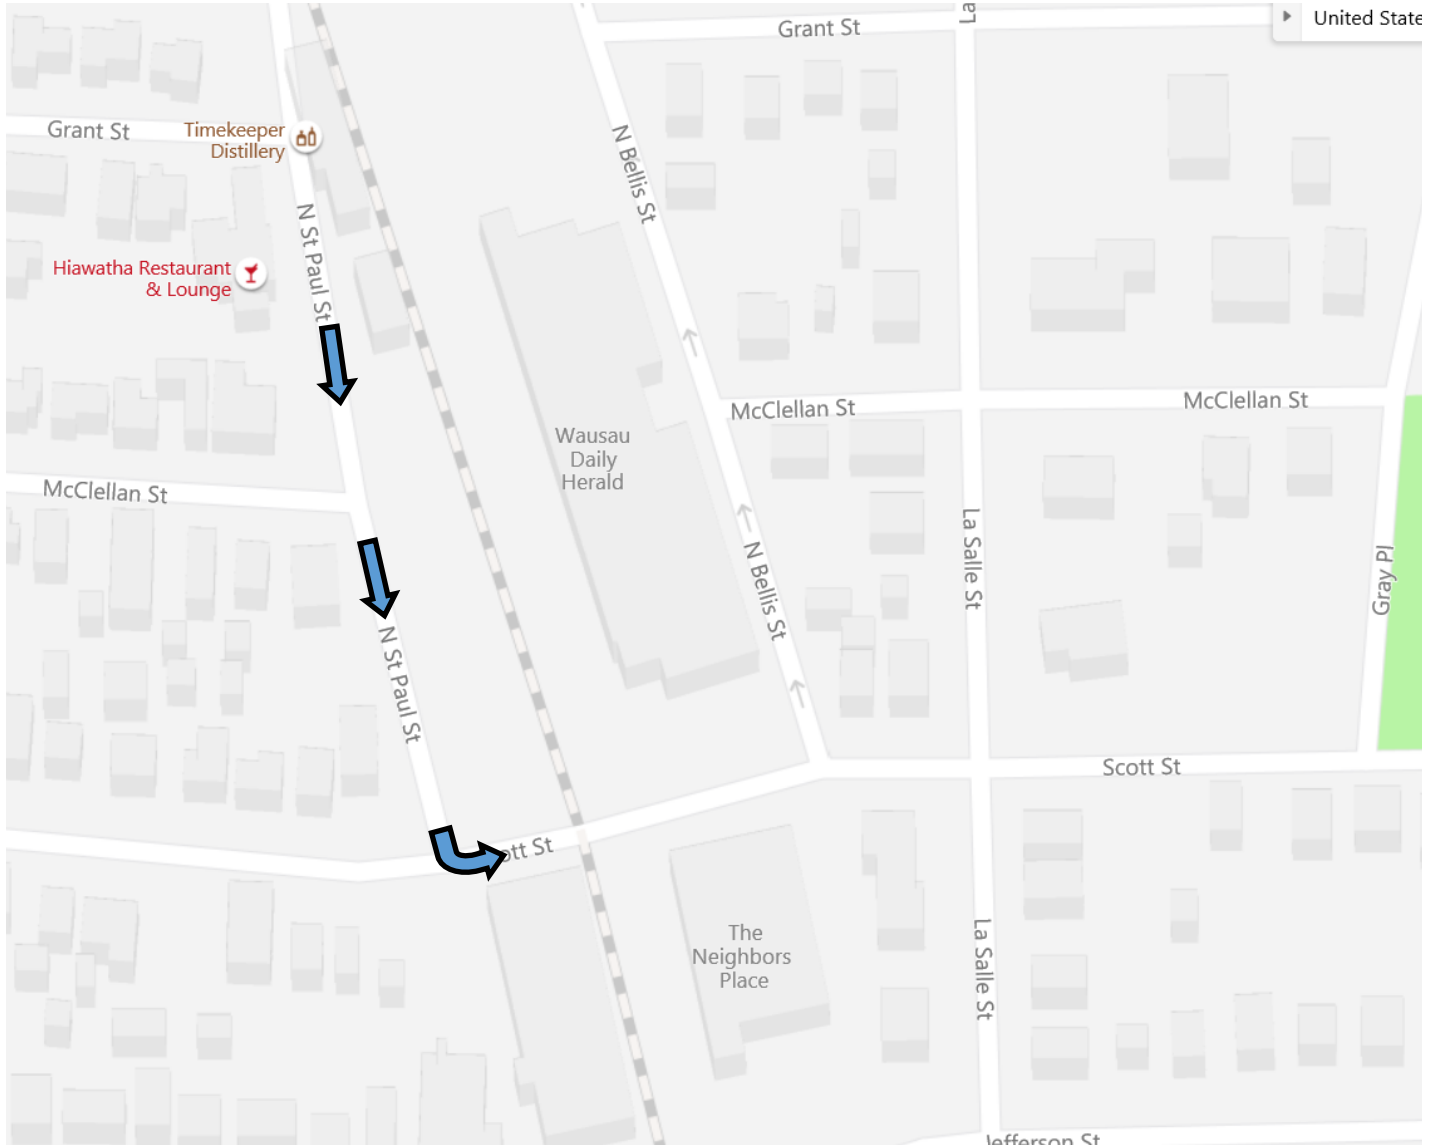 La
Grant St
United State
Grant St
Timekeeper
Distillery
N Bellis St
N St Paul St
Hiawatha Restaurant
& Lounge
McClellan St
McClellan St
Wausau
Daily
Herald
McClellan St
La Salle St
N Bellis St
Gray Pl
N St Paul St
Scott St
ott St
The
Neighbors
Place
La Salle St
Jefferson St